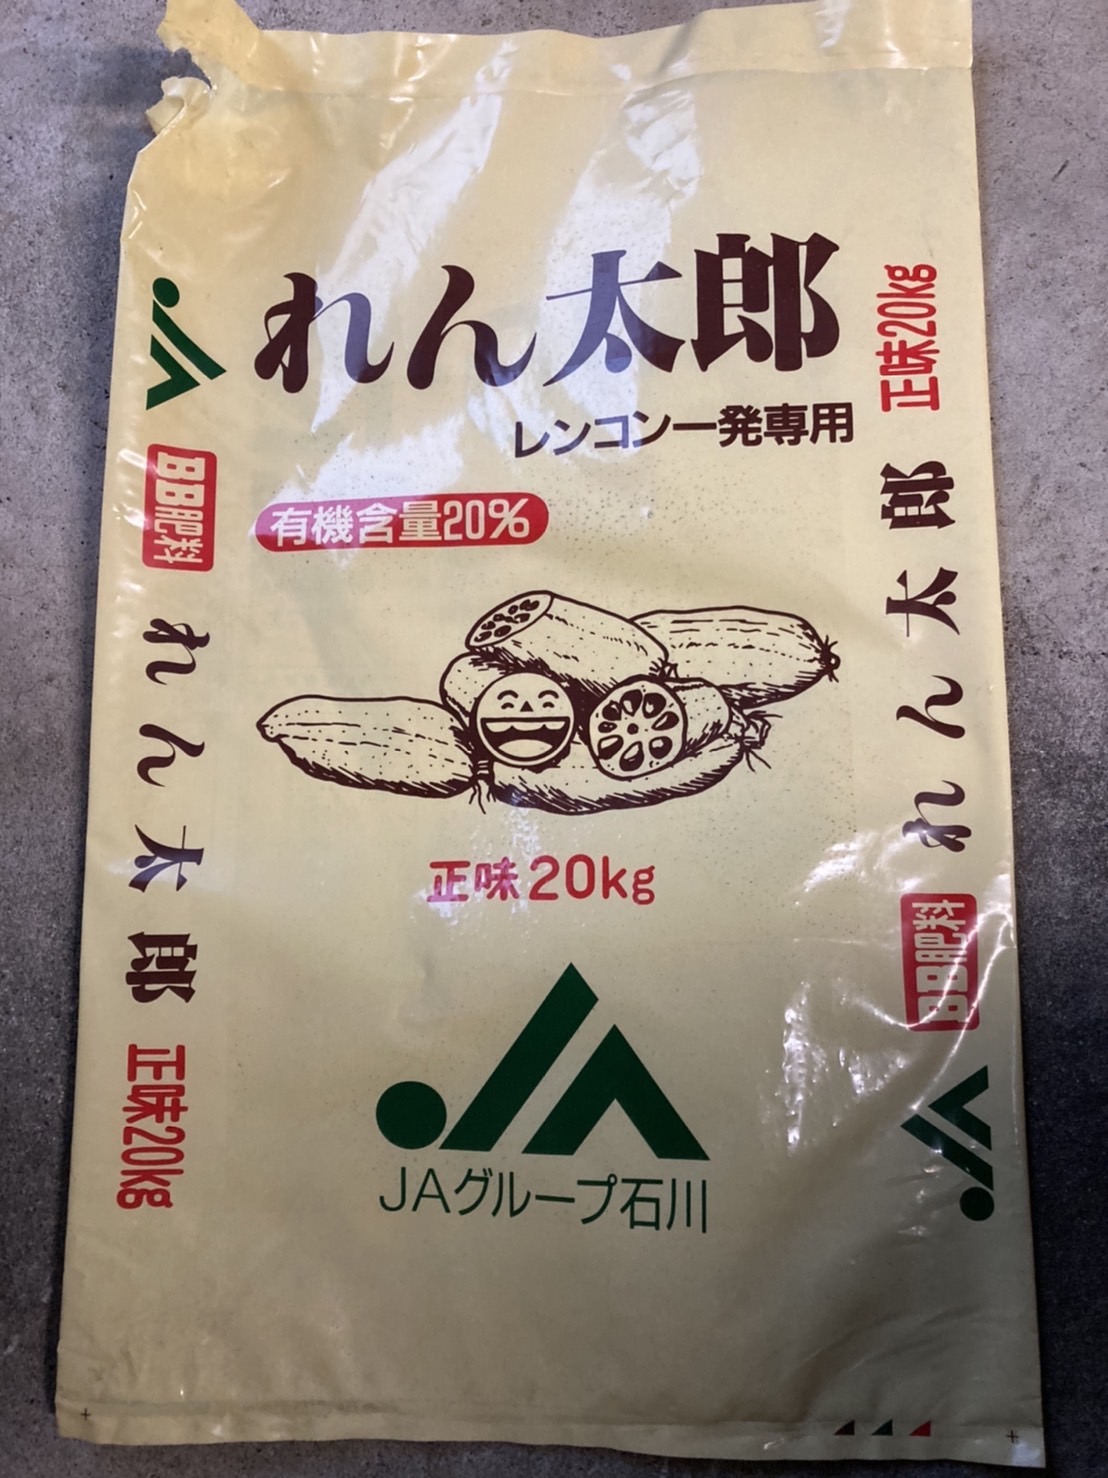 れん太郎
レンコン一発専用
有機含量20%
正味20kg
JAグループ石川
BB肥料 れん太郎 正味20kg
BB肥料 れん太郎 正味20kg